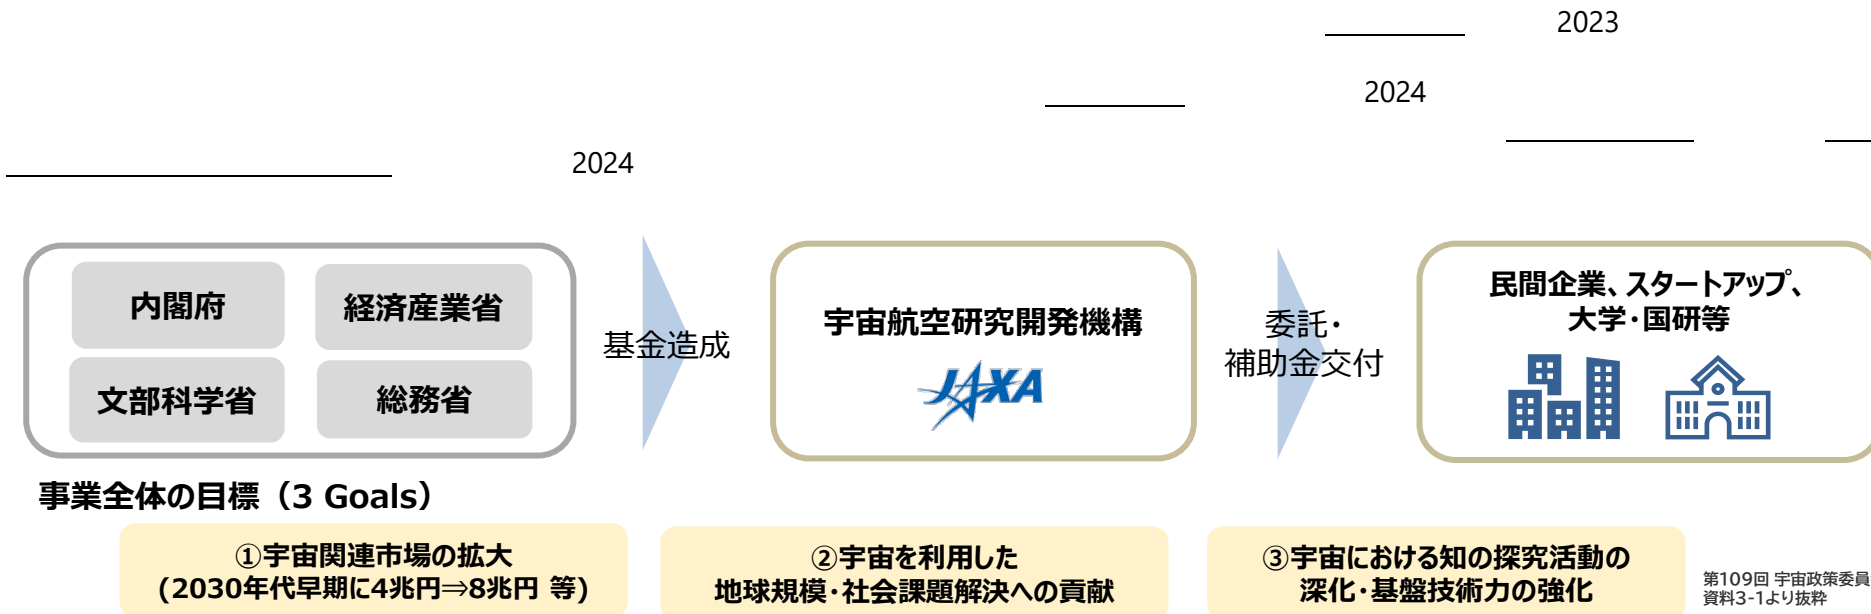 2023
2024
2024
内閣府
経済産業省
文部科学省
総務省
基金造成
宇宙航空研究開発機構
JAXA
委託・
補助金交付
民間企業、スタートアップ、
大学・国研等
事業全体の目標（3 Goals）
①宇宙関連市場の拡大
(2030年代早期に4兆円⇒8兆円 等)
②宇宙を利用した
地球規模・社会課題解決への貢献
③宇宙における知の探究活動の
深化・基盤技術力の強化
第109回 宇宙政策委員
資料3-1より抜粋